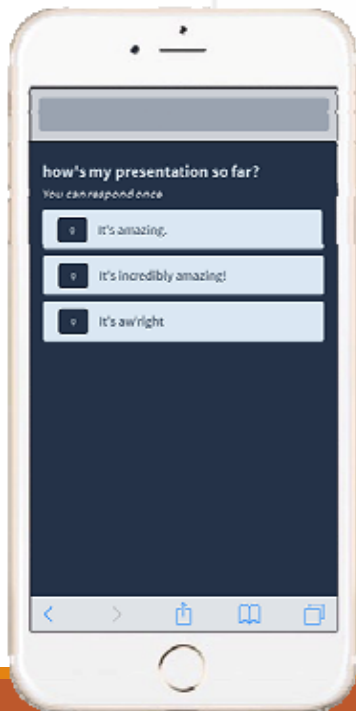 how's my presentation so far?
You can respond once
It's amazing.
It's incredibly amazing!
It's aw'right